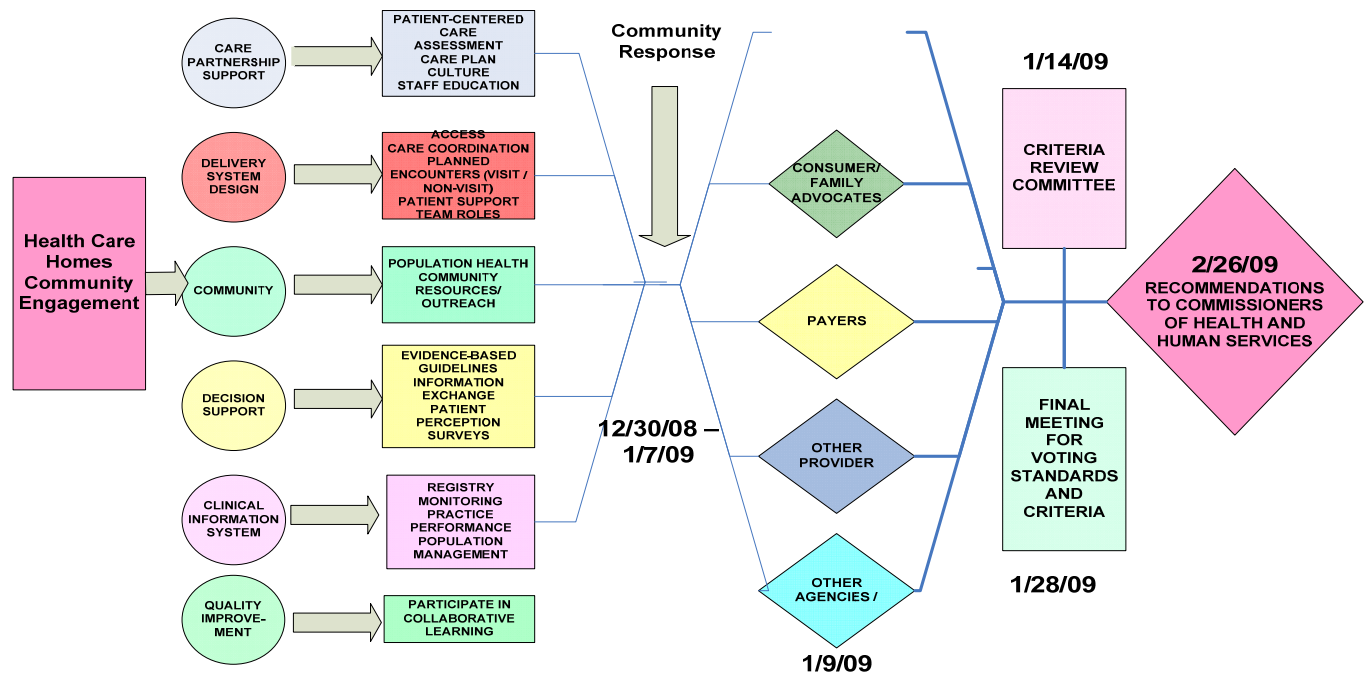 Health Care
Homes
Community
Engagement
CARE
PARTNERSHIP
SUPPORT
PATIENT-CENTERED
CARE
ASSESSMENT
CARE PLAN
CULTURE
STAFF EDUCATION
DELIVERY
SYSTEM
DESIGN
ACCESS
CARE COORDINATION
PLANNED
ENCOUNTERS (VISIT /
NON-VISIT)
PATIENT SUPPORT
TEAM ROLES
COMMUNITY
POPULATION HEALTH
COMMUNITY
RESOURCES/
OUTREACH
DECISION
SUPPORT
EVIDENCE-BASED
GUIDELINES
INFORMATION
EXCHANGE
PATIENT
PERCEPTION
SURVEYS
CLINICAL
INFORMATION
SYSTEM
REGISTRY
MONITORING
PRACTICE
PERFORMANCE
POPULATION
MANAGEMENT
QUALITY
IMPROVE-
MENT
PARTICIPATE IN
COLLABORATIVE
LEARNING
Community
Response
12/30/08 –
1/7/09
CONSUMER/
FAMILY
ADVOCATES
PAYERS
OTHER
PROVIDER
OTHER
AGENCIES /
1/9/09
1/14/09
CRITERIA
REVIEW
COMMITTEE
FINAL
MEETING
FOR
VOTING
STANDARDS
AND
CRITERIA
1/28/09
2/26/09
RECOMMENDATIONS
TO COMMISSIONERS
OF HEALTH AND
HUMAN SERVICES